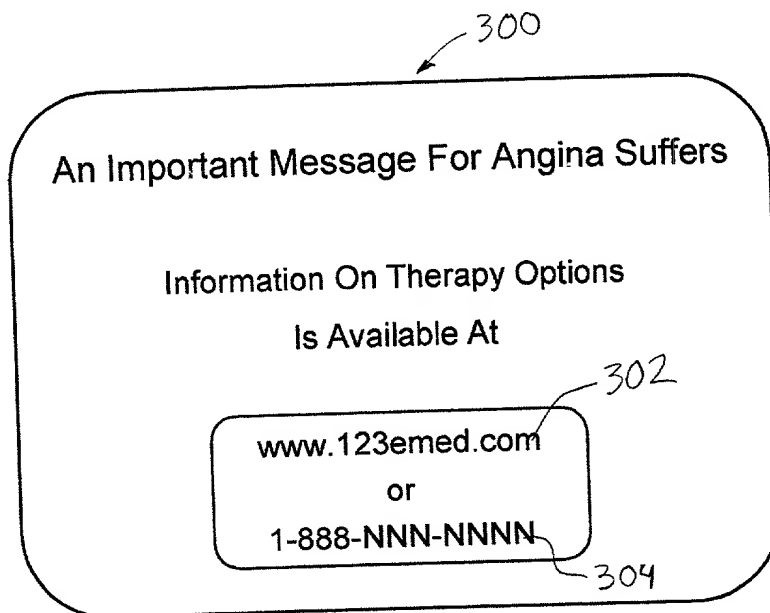 300
An Important Message For Angina Suffers
Information On Therapy Options
Is Available At
302
www.123emed.com
or
1-888-NNN-NNNN
304